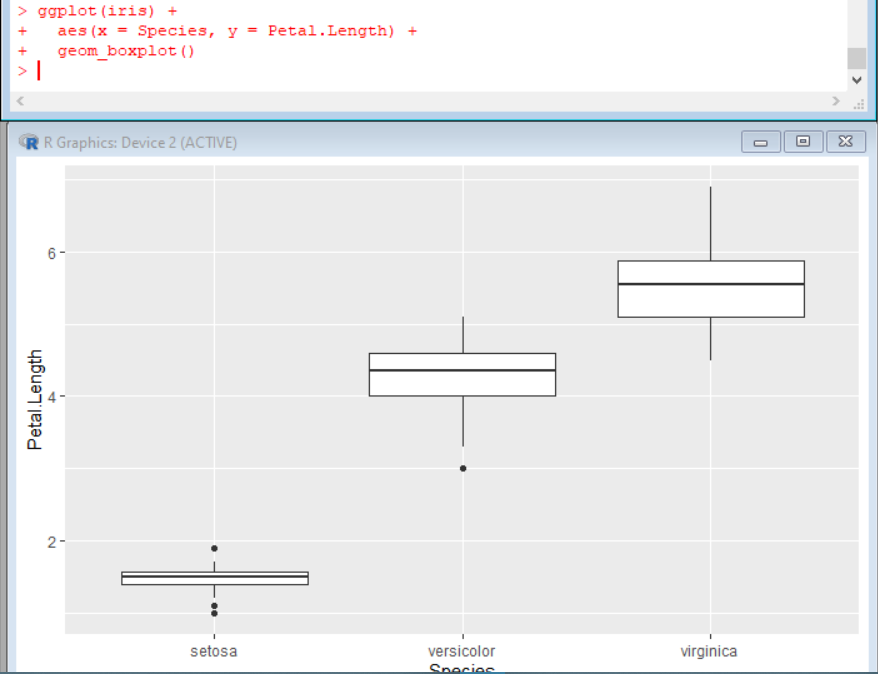 > ggplot(iris) +
+   aes(x = Species, y = Petal.Length) +
+   geom_boxplot()
>
R R Graphics: Device 2 (ACTIVE)
6
4
2
Petal.Length
setosa versicolor virginica
Species